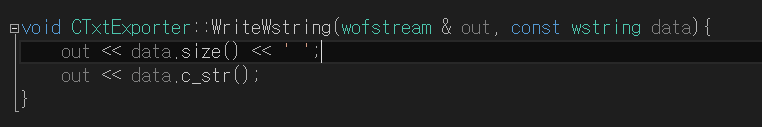 void CTxtExporter::WriteWstring(wofstream & out, const wstring data){
out << data.size() << ' ';
out << data.c_str();
}